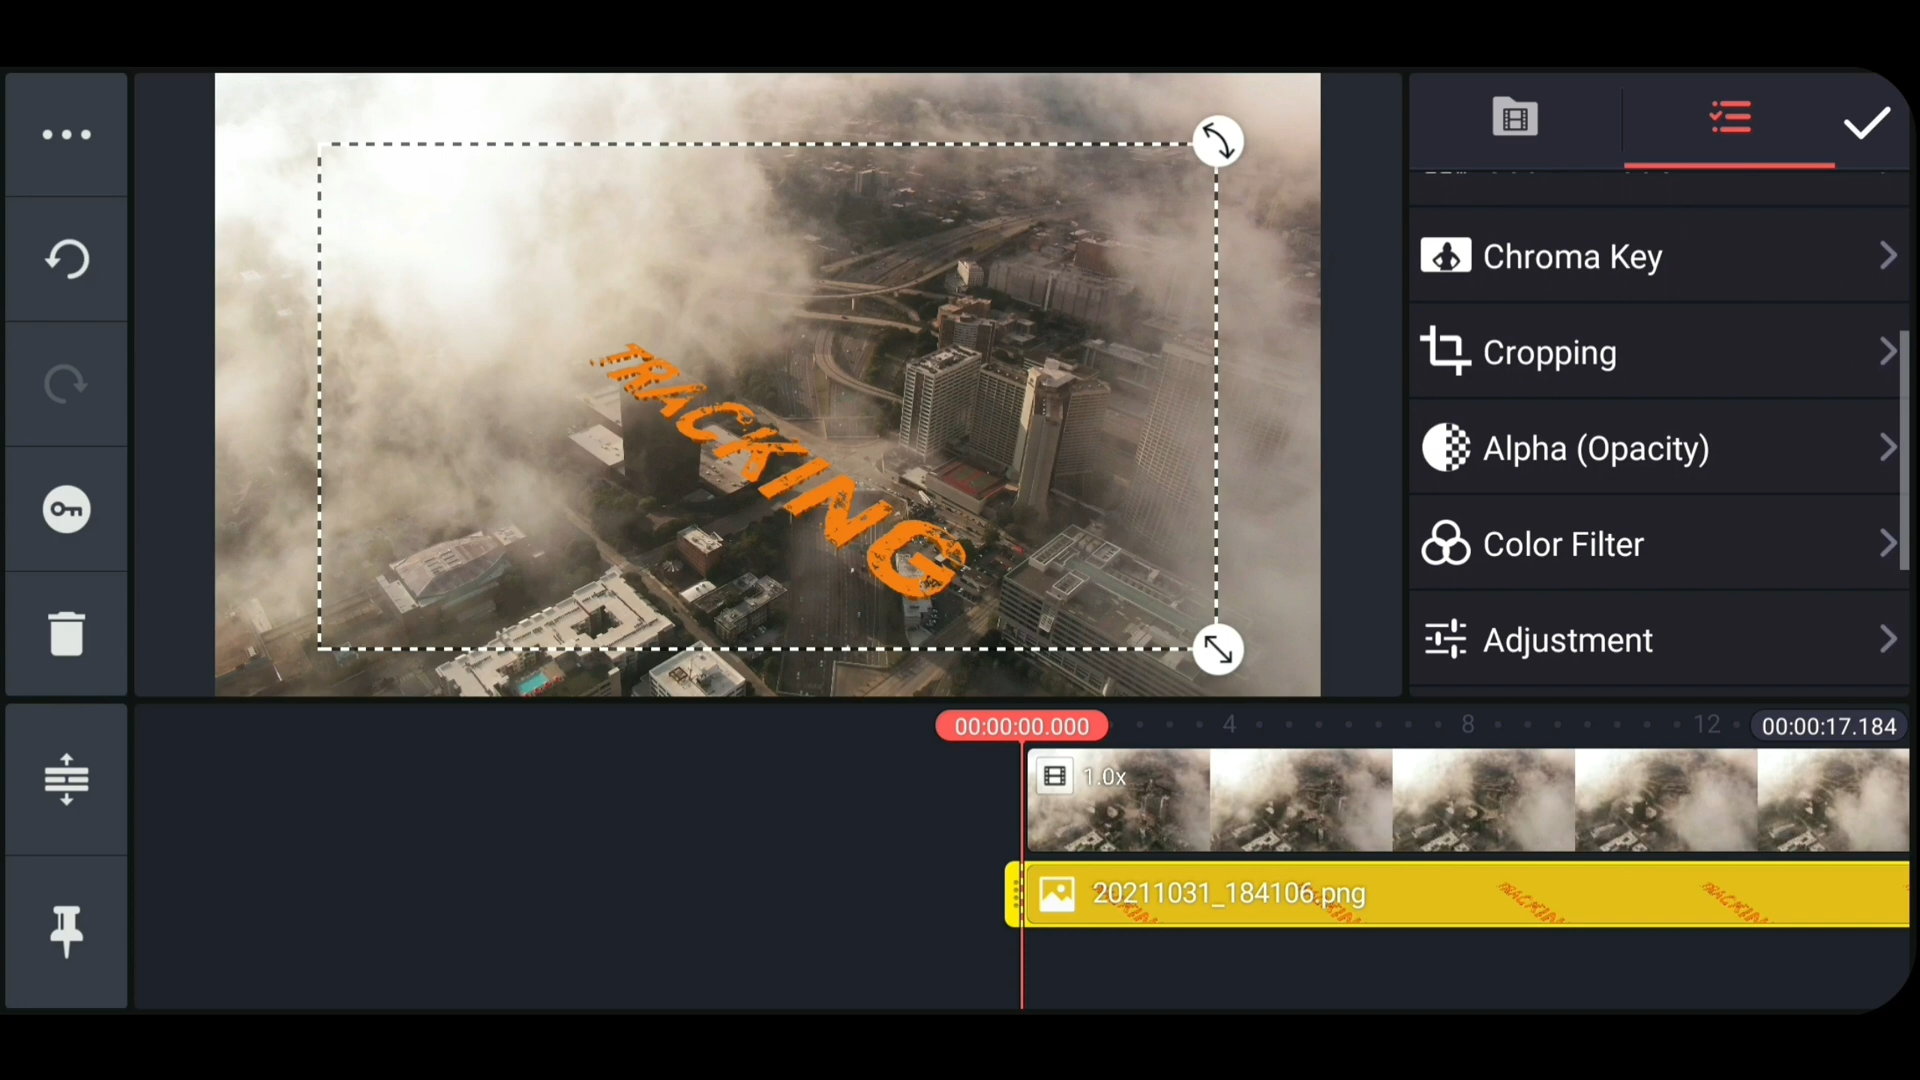 TRACKING
Chroma Key
Cropping
Alpha (Opacity)
Color Filter
Adjustment
00:00:00.000
4
8
12
00:00:17.184
1.0x
20211031_184106.png